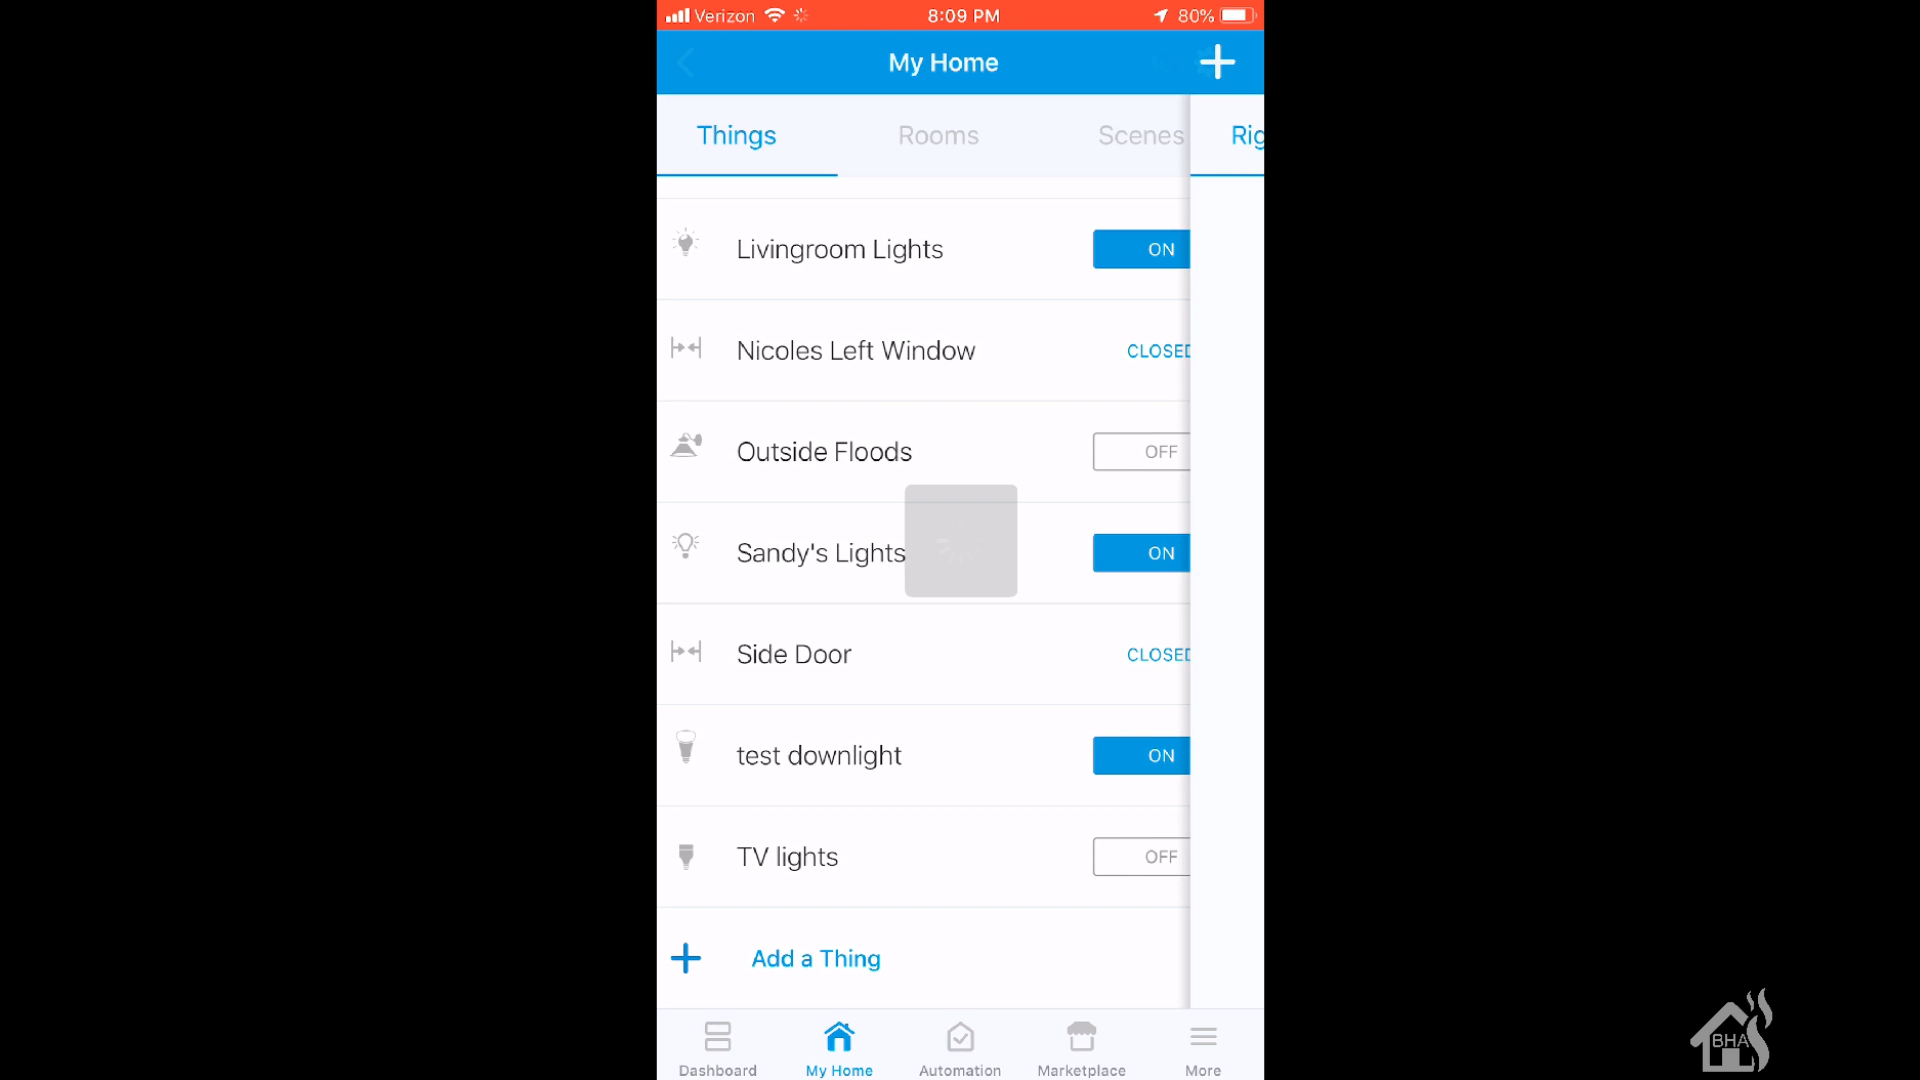 Verizon 8:09 PM 80%
My Home
Things Rooms Scenes Rig
Livingroom Lights ON
Nicoles Left Window CLOSED
Outside Floods OFF
Sandy's Lights ON
Side Door CLOSED
test downlight ON
TV lights OFF
Add a Thing
Dashboard My Home Automation Marketplace More
BHA